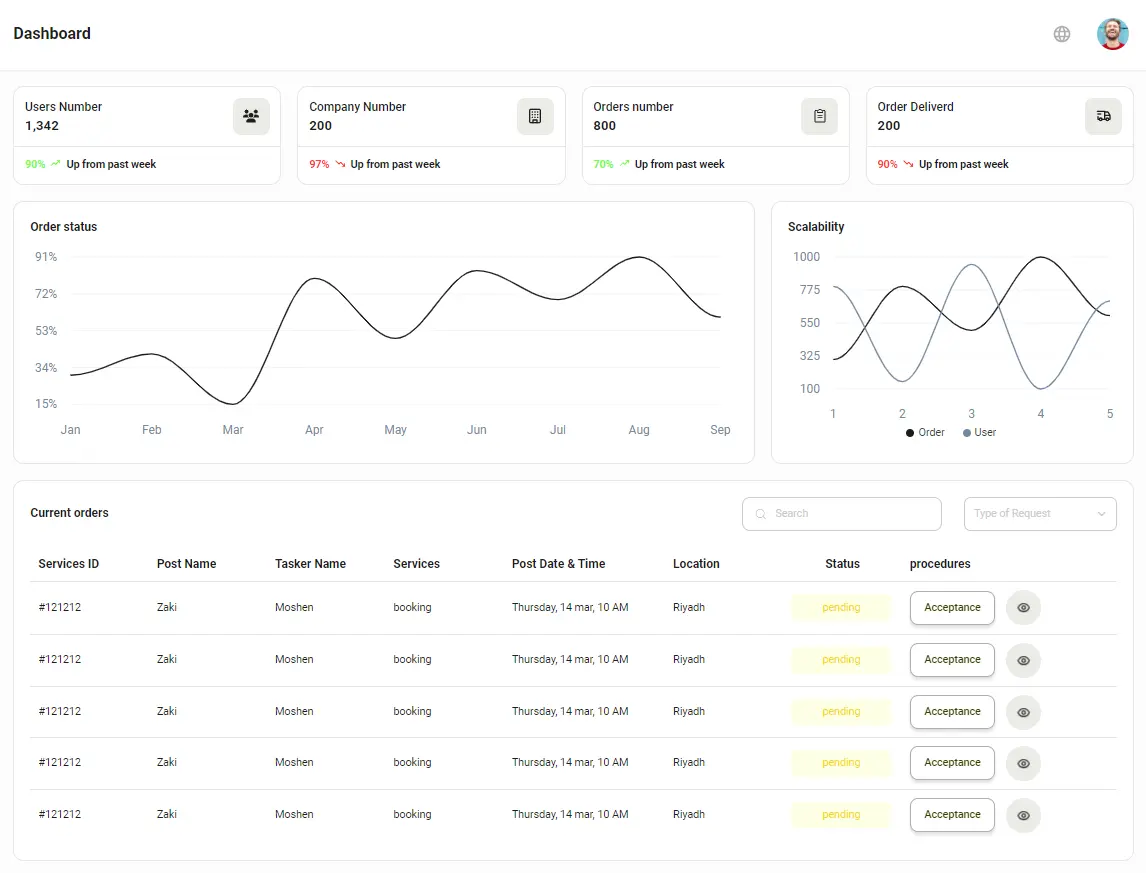 Dashboard
Users Number
1,342
90% Up from past week
Company Number
200
97% Up from past week
Orders number
800
70% Up from past week
Order Deliverd
200
90% Up from past week
Order status
91%
72%
53%
34%
15%
Jan Feb Mar Apr May Jun Jul Aug Sep
Scalability
1000
775
550
325
100
1 2 3 4 5
Order User
Current orders
Search
Type of Request
Services ID Post Name Tasker Name Services Post Date & Time Location Status procedures
#121212 Zaki Moshen booking Thursday, 14 mar, 10 AM Riyadh pending Acceptance
#121212 Zaki Moshen booking Thursday, 14 mar, 10 AM Riyadh pending Acceptance
#121212 Zaki Moshen booking Thursday, 14 mar, 10 AM Riyadh pending Acceptance
#121212 Zaki Moshen booking Thursday, 14 mar, 10 AM Riyadh pending Acceptance
#121212 Zaki Moshen booking Thursday, 14 mar, 10 AM Riyadh pending Acceptance